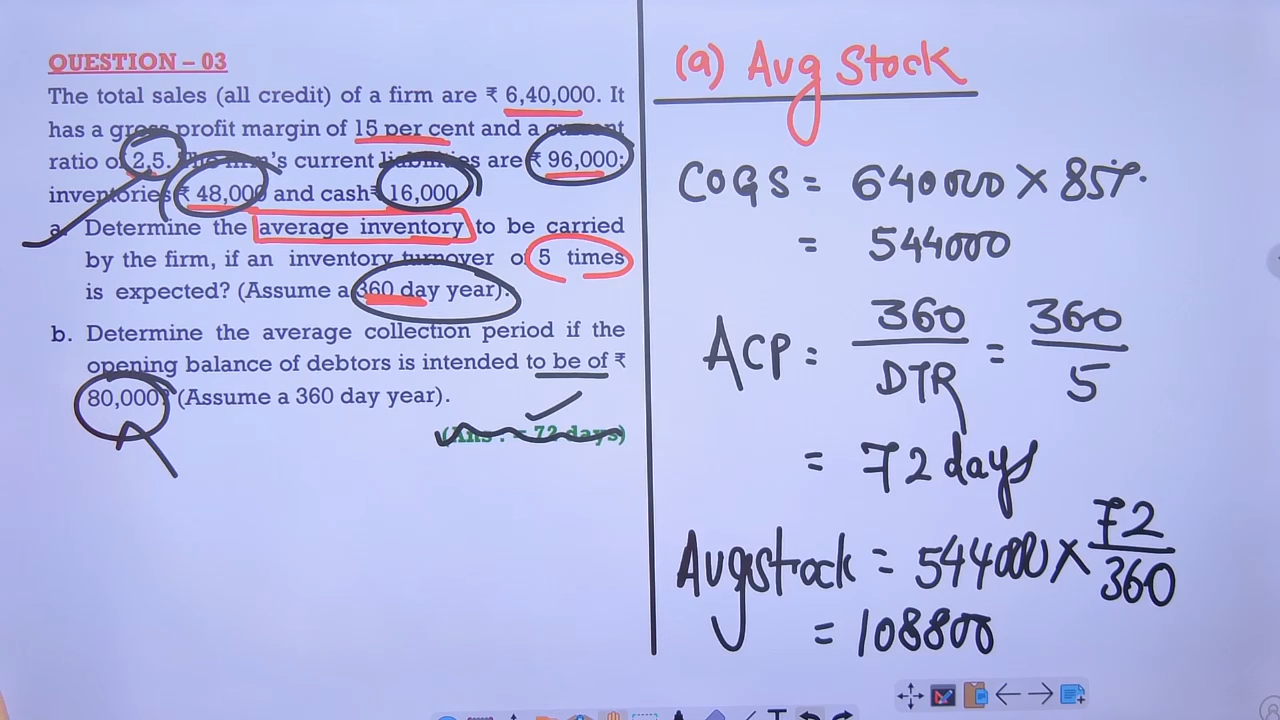 QUESTION – 03
The total sales (all credit) of a firm are ₹ 6,40,000. It
has a gross profit margin of 15 per cent and a current
ratio of 2.5. The firm's current liabilities are ₹ 96,000;
inventories ₹ 48,000 and cash ₹ 16,000
a. Determine the average inventory to be carried
by the firm, if an inventory turnover of 5 times
is expected? (Assume a 360 day year).
b. Determine the average collection period if the
opening balance of debtors is intended to be of ₹
80,000? (Assume a 360 day year).
(Ans : = 72 days)
(a) Avg Stock
COGS = 640000 × 85%
= 544000
ACP = 360/DTR = 360/5
= 72 days
Avg stock = 544000 × 72/360
= 108800